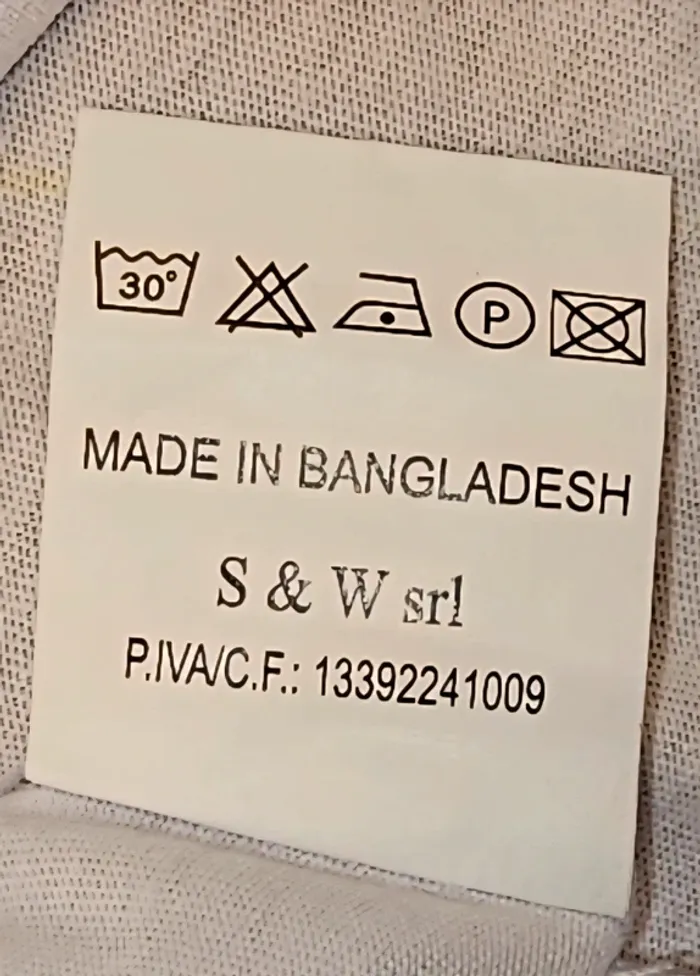 30°
P
MADE IN BANGLADESH
S & W srl
P.IVA/C.F.: 13392241009